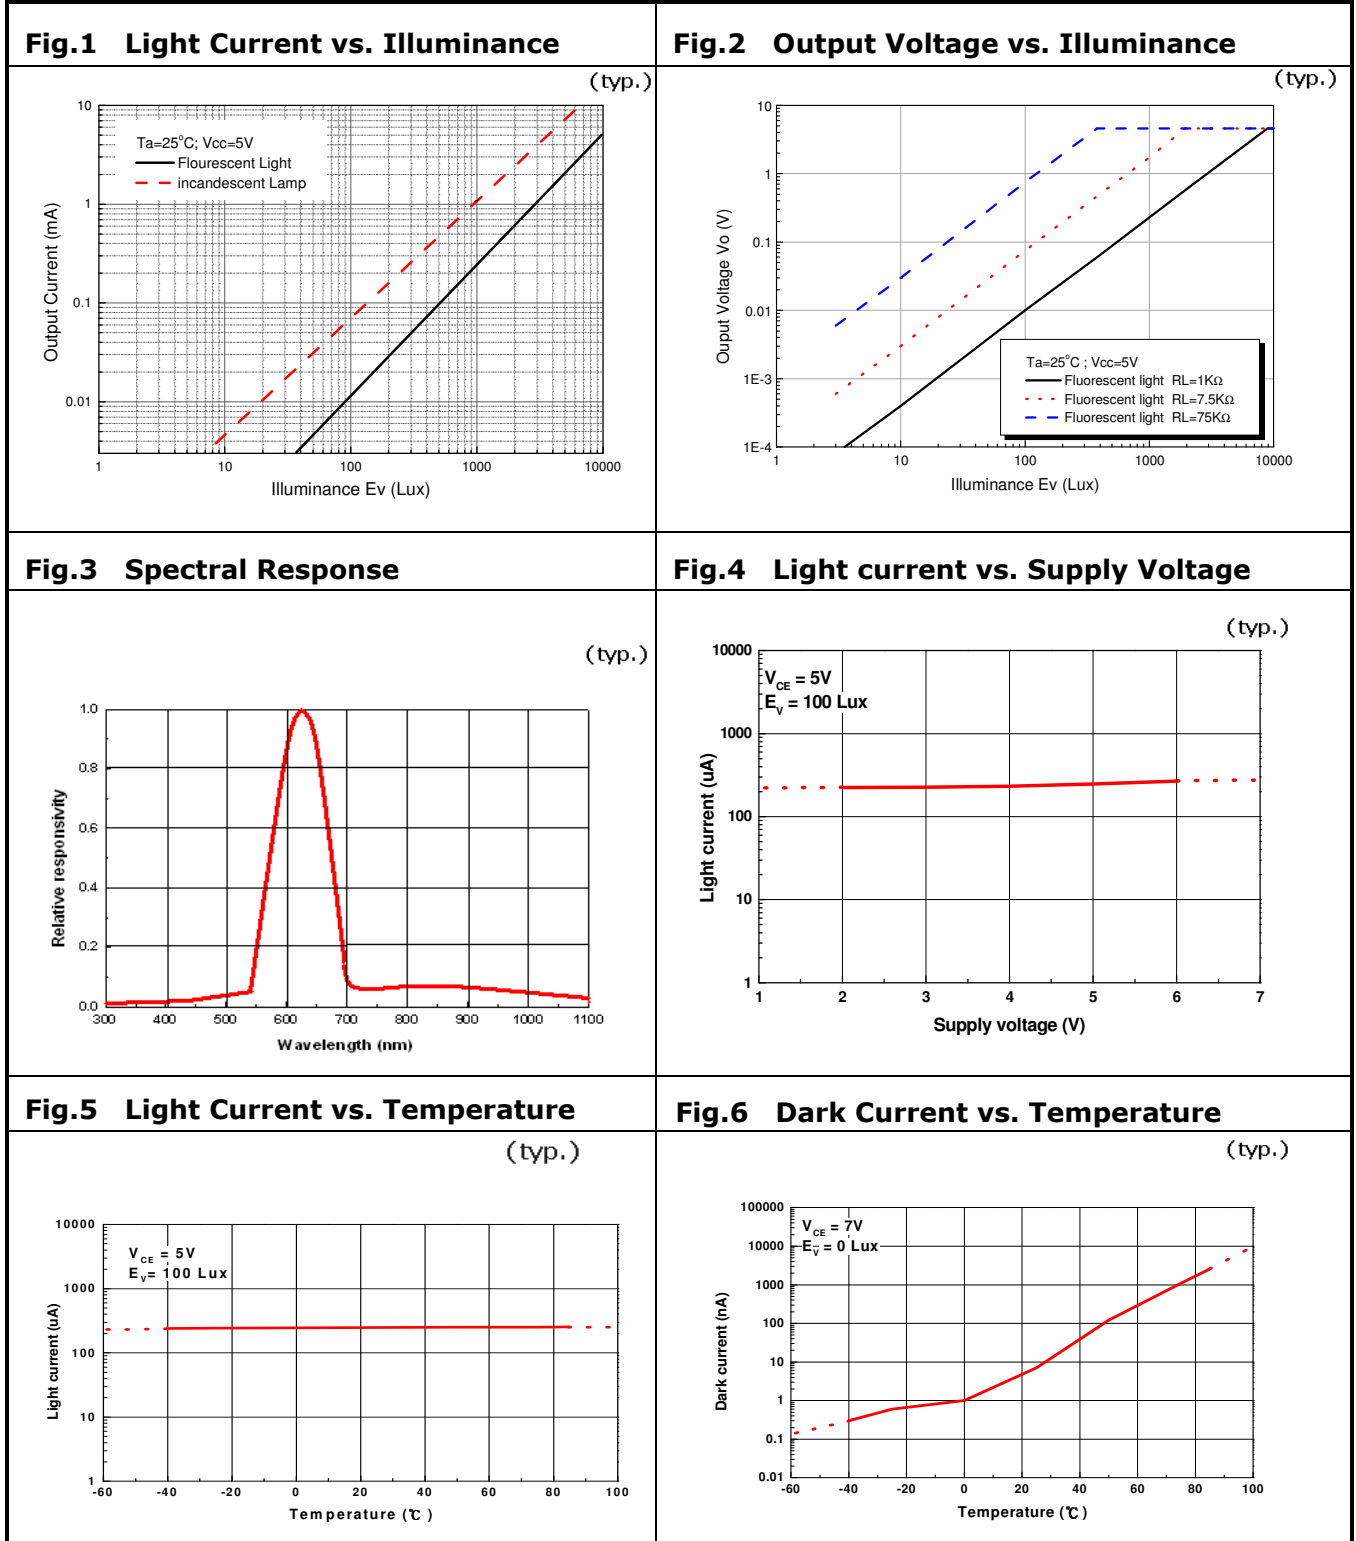 Fig.1 Light Current vs. Illuminance
(typ.)
10
1
0.1
0.01
Ta=25°C; Vcc=5V
Flourescent Light
incandescent Lamp
Output Current (mA)
1 10 100 1000 10000
Illuminance Ev (Lux)
Fig.2 Output Voltage vs. Illuminance
(typ.)
10
1
0.1
0.01
1E-3
1E-4
Ouput Voltage Vo (V)
Ta=25°C ; Vcc=5V
Fluorescent light RL=1KΩ
Fluorescent light RL=7.5KΩ
Fluorescent light RL=75KΩ
1 10 100 1000 10000
Illuminance Ev (Lux)
Fig.3 Spectral Response
(typ.)
1.0
0.8
0.6
0.4
0.2
0.0
Relative responsivity
300 400 500 600 700 800 900 1000 1100
Wavelength (nm)
Fig.4 Light current vs. Supply Voltage
(typ.)
10000
1000
100
10
1
VCE = 5V
EV = 100 Lux
Light current (uA)
1 2 3 4 5 6 7
Supply voltage (V)
Fig.5 Light Current vs. Temperature
(typ.)
10000
1000
100
10
1
VCE = 5V
EV= 100 Lux
Light current (uA)
-60 -40 -20 0 20 40 60 80 100
Temperature (℃ )
Fig.6 Dark Current vs. Temperature
(typ.)
100000
10000
1000
100
10
1
0.1
0.01
VCE = 7V
EV = 0 Lux
Dark current (nA)
-60 -40 -20 0 20 40 60 80 100
Temperature (℃ )